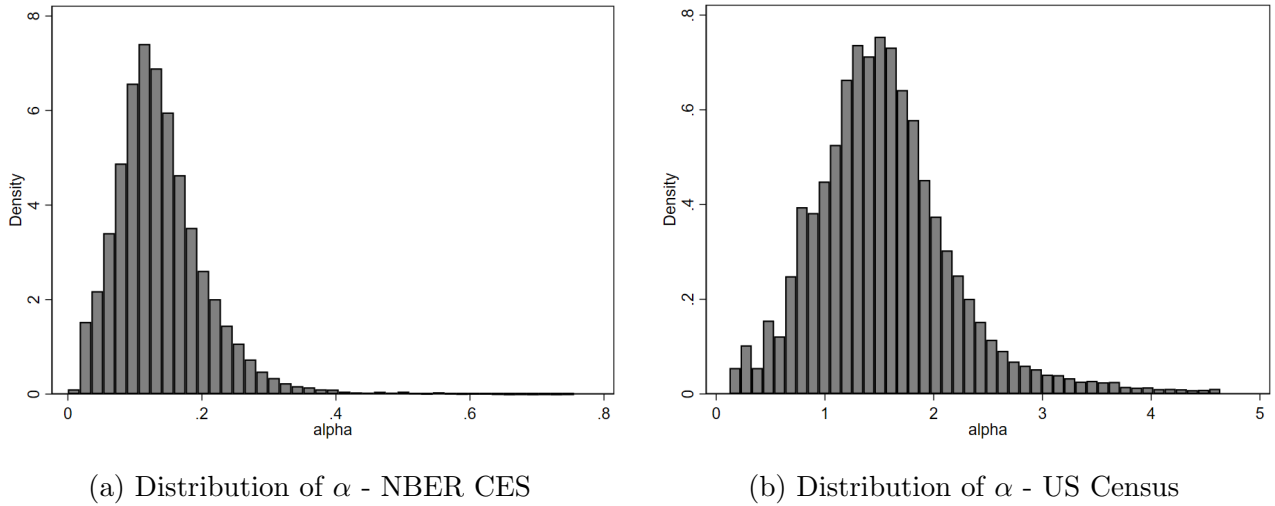 8
6
4
2
0
Density
0 .2 .4 .6 .8
alpha
(a) Distribution of α - NBER CES
.8
.6
.4
.2
0
Density
0 1 2 3 4 5
alpha
(b) Distribution of α - US Census